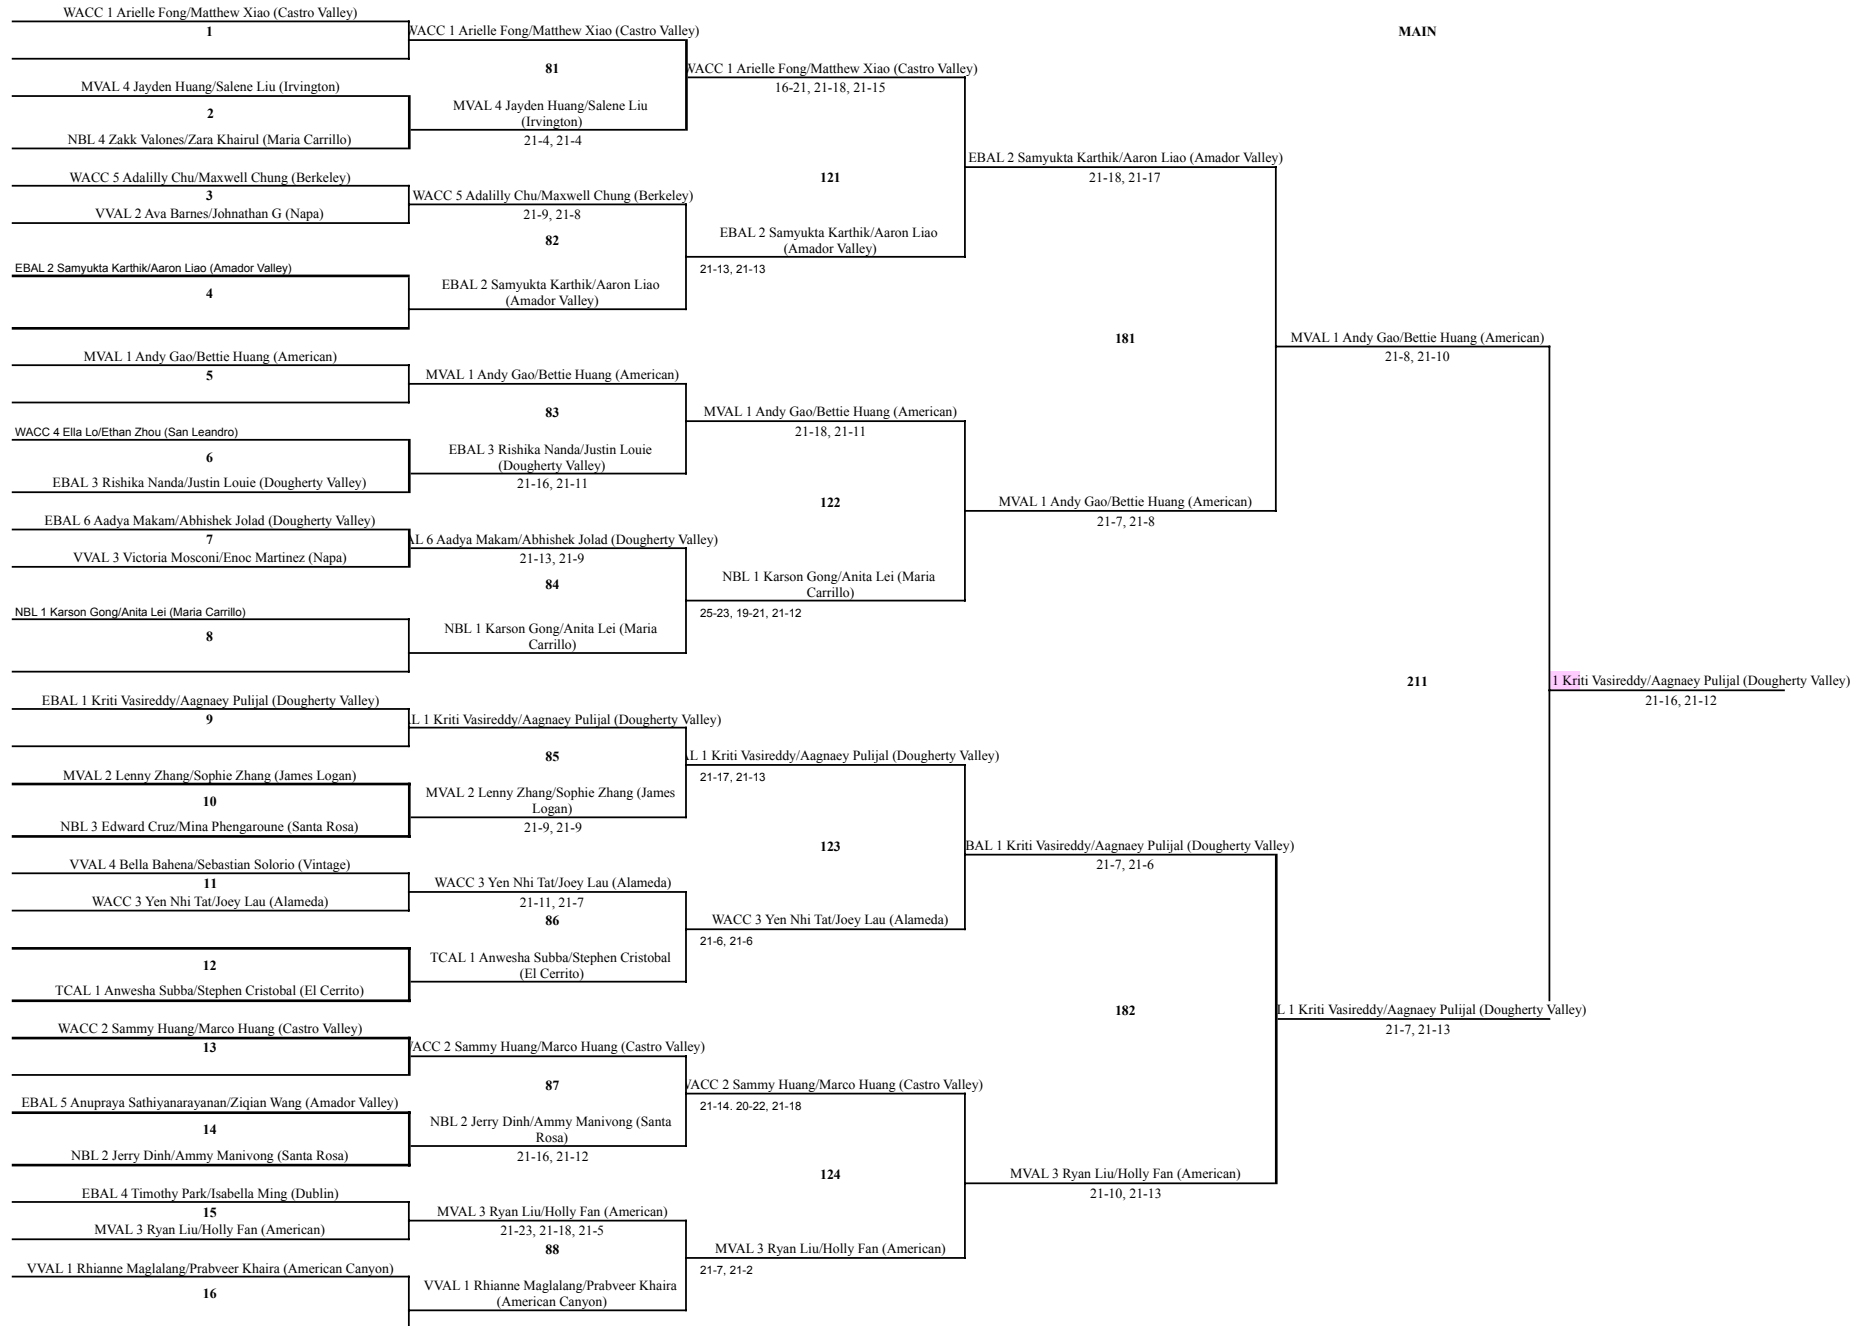 WACC 1 Arielle Fong/Matthew Xiao (Castro Valley)
1
MVAL 4 Jayden Huang/Salene Liu (Irvington)
2
NBL 4 Zakk Valones/Zara Khairul (Maria Carrillo)
WACC 5 Adalilly Chu/Maxwell Chung (Berkeley)
3
VVAL 2 Ava Barnes/Johnathan G (Napa)
EBAL 2 Samyukta Karthik/Aaron Liao (Amador Valley)
4
MVAL 1 Andy Gao/Bettie Huang (American)
5
WACC 4 Ella Lo/Ethan Zhou (San Leandro)
6
EBAL 3 Rishika Nanda/Justin Louie (Dougherty Valley)
EBAL 6 Aadya Makam/Abhishek Jolad (Dougherty Valley)
7
VVAL 3 Victoria Mosconi/Enoc Martinez (Napa)
NBL 1 Karson Gong/Anita Lei (Maria Carrillo)
8
EBAL 1 Kriti Vasireddy/Aagnaey Pulijal (Dougherty Valley)
9
MVAL 2 Lenny Zhang/Sophie Zhang (James Logan)
10
NBL 3 Edward Cruz/Mina Phengaroune (Santa Rosa)
VVAL 4 Bella Bahena/Sebastian Solorio (Vintage)
11
WACC 3 Yen Nhi Tat/Joey Lau (Alameda)
12
TCAL 1 Anwesha Subba/Stephen Cristobal (El Cerrito)
WACC 2 Sammy Huang/Marco Huang (Castro Valley)
13
EBAL 5 Anupraya Sathiyanarayanan/Ziqian Wang (Amador Valley)
14
NBL 2 Jerry Dinh/Ammy Manivong (Santa Rosa)
EBAL 4 Timothy Park/Isabella Ming (Dublin)
15
MVAL 3 Ryan Liu/Holly Fan (American)
VVAL 1 Rhianne Maglalang/Prabveer Khaira (American Canyon)
16
WACC 1 Arielle Fong/Matthew Xiao (Castro Valley)
81
MVAL 4 Jayden Huang/Salene Liu
(Irvington)
21-4, 21-4
WACC 5 Adalilly Chu/Maxwell Chung (Berkeley)
21-9, 21-8
82
EBAL 2 Samyukta Karthik/Aaron Liao
(Amador Valley)
MVAL 1 Andy Gao/Bettie Huang (American)
83
EBAL 3 Rishika Nanda/Justin Louie
(Dougherty Valley)
21-16, 21-11
AL 6 Aadya Makam/Abhishek Jolad (Dougherty Valley)
21-13, 21-9
84
NBL 1 Karson Gong/Anita Lei (Maria
Carrillo)
L 1 Kriti Vasireddy/Aagnaey Pulijal (Dougherty Valley)
85
MVAL 2 Lenny Zhang/Sophie Zhang (James
Logan)
21-9, 21-9
WACC 3 Yen Nhi Tat/Joey Lau (Alameda)
21-11, 21-7
86
TCAL 1 Anwesha Subba/Stephen Cristobal
(El Cerrito)
ACC 2 Sammy Huang/Marco Huang (Castro Valley)
87
NBL 2 Jerry Dinh/Ammy Manivong (Santa
Rosa)
21-16, 21-12
MVAL 3 Ryan Liu/Holly Fan (American)
21-23, 21-18, 21-5
88
VVAL 1 Rhianne Maglalang/Prabveer Khaira
(American Canyon)
WACC 1 Arielle Fong/Matthew Xiao (Castro Valley)
16-21, 21-18, 21-15
121
EBAL 2 Samyukta Karthik/Aaron Liao
(Amador Valley)
21-13, 21-13
MVAL 1 Andy Gao/Bettie Huang (American)
21-18, 21-11
122
NBL 1 Karson Gong/Anita Lei (Maria
Carrillo)
25-23, 19-21, 21-12
AL 1 Kriti Vasireddy/Aagnaey Pulijal (Dougherty Valley)
21-17, 21-13
123
WACC 3 Yen Nhi Tat/Joey Lau (Alameda)
21-6, 21-6
WACC 2 Sammy Huang/Marco Huang (Castro Valley)
21-14. 20-22, 21-18
124
MVAL 3 Ryan Liu/Holly Fan (American)
21-7, 21-2
EBAL 2 Samyukta Karthik/Aaron Liao (Amador Valley)
21-18, 21-17
181
MVAL 1 Andy Gao/Bettie Huang (American)
21-7, 21-8
BAL 1 Kriti Vasireddy/Aagnaey Pulijal (Dougherty Valley)
21-7, 21-6
182
MVAL 3 Ryan Liu/Holly Fan (American)
21-10, 21-13
MAIN
MVAL 1 Andy Gao/Bettie Huang (American)
21-8, 21-10
211
L 1 Kriti Vasireddy/Aagnaey Pulijal (Dougherty Valley)
21-7, 21-13
1 Kriti Vasireddy/Aagnaey Pulijal (Dougherty Valley)
21-16, 21-12